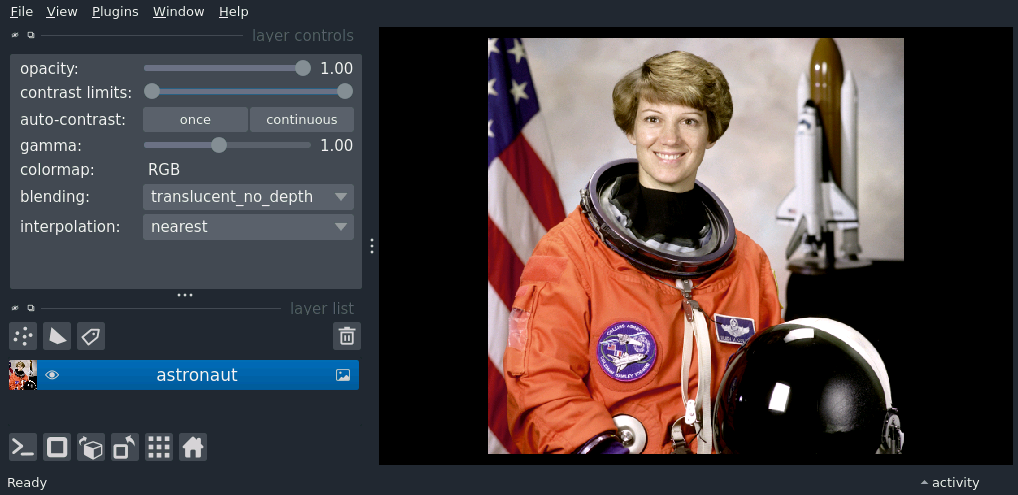 File View Plugins Window Help
layer controls
opacity: 1.00
contrast limits:
auto-contrast: once continuous
gamma: 1.00
colormap: RGB
blending: translucent_no_depth
interpolation: nearest
layer list
astronaut
Ready activity